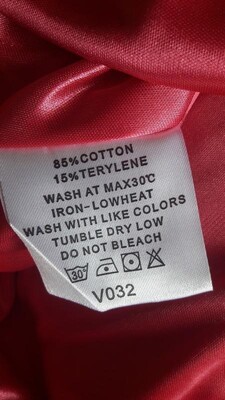 85%COTTON
15%TERYLENE
WASH AT MAX30℃
IRON-LOWHEAT
WASH WITH LIKE COLORS
TUMBLE DRY LOW
DO NOT BLEACH
30°
V032